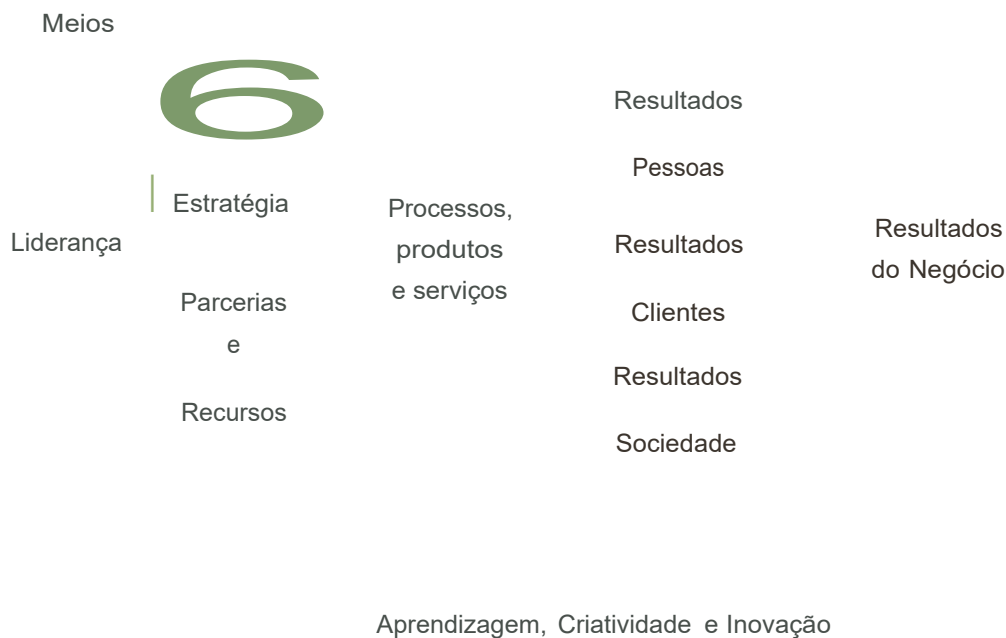 Meios
6
Liderança
Estratégia
Parcerias
e
Recursos
Processos,
produtos
e serviços
Resultados
Pessoas
Resultados
Clientes
Resultados
Sociedade
Resultados
do Negócio
Aprendizagem, Criatividade e Inovação